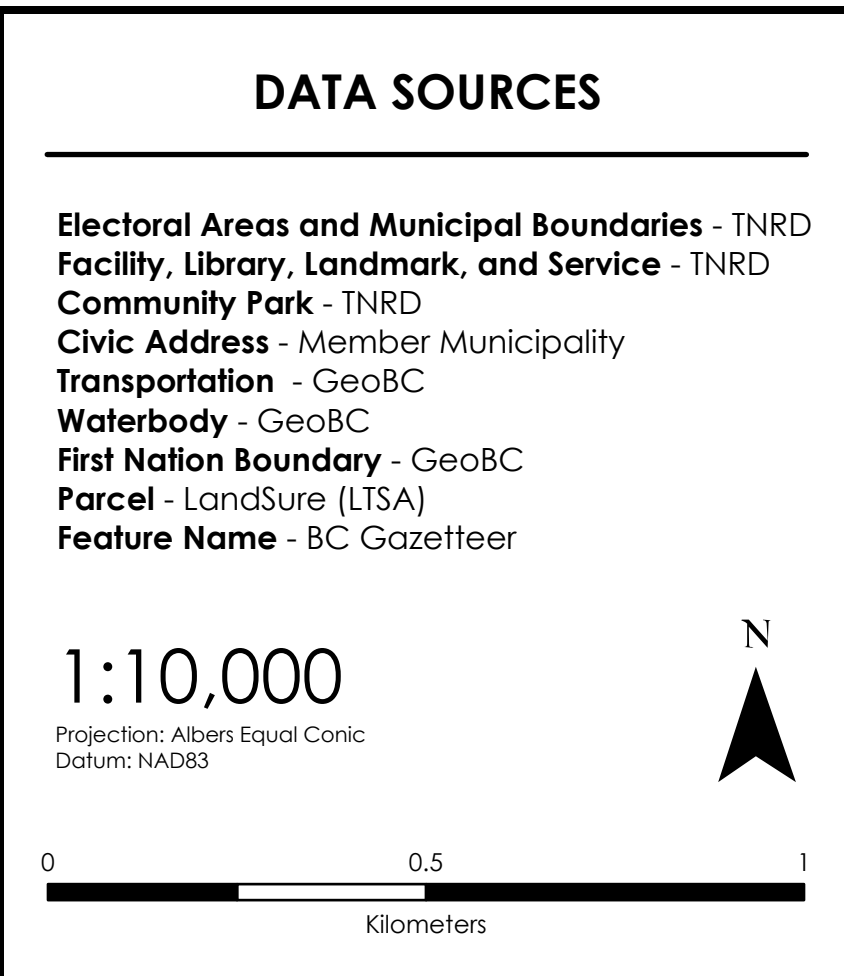 DATA SOURCES
Electoral Areas and Municipal Boundaries - TNRD
Facility, Library, Landmark, and Service - TNRD
Community Park - TNRD
Civic Address - Member Municipality
Transportation  - GeoBC
Waterbody - GeoBC
First Nation Boundary - GeoBC
Parcel - LandSure (LTSA)
Feature Name - BC Gazetteer
N
1:10,000
Projection: Albers Equal Conic
Datum: NAD83
0 0.5 1
Kilometers